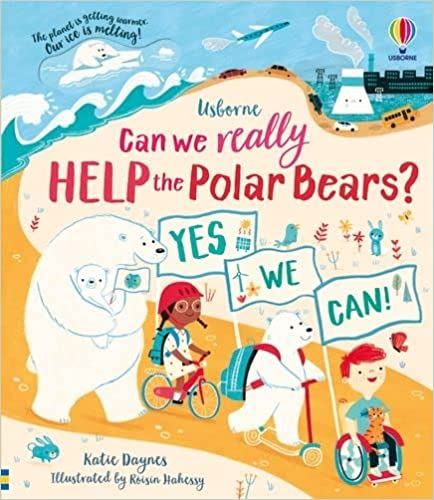 The planet is getting warmer.
Our ice is melting!
USBORNE
Usborne
Can we really
HELP the Polar Bears?
YES
WE
CAN!
Katie Daynes
Illustrated by Róisín Hahessy